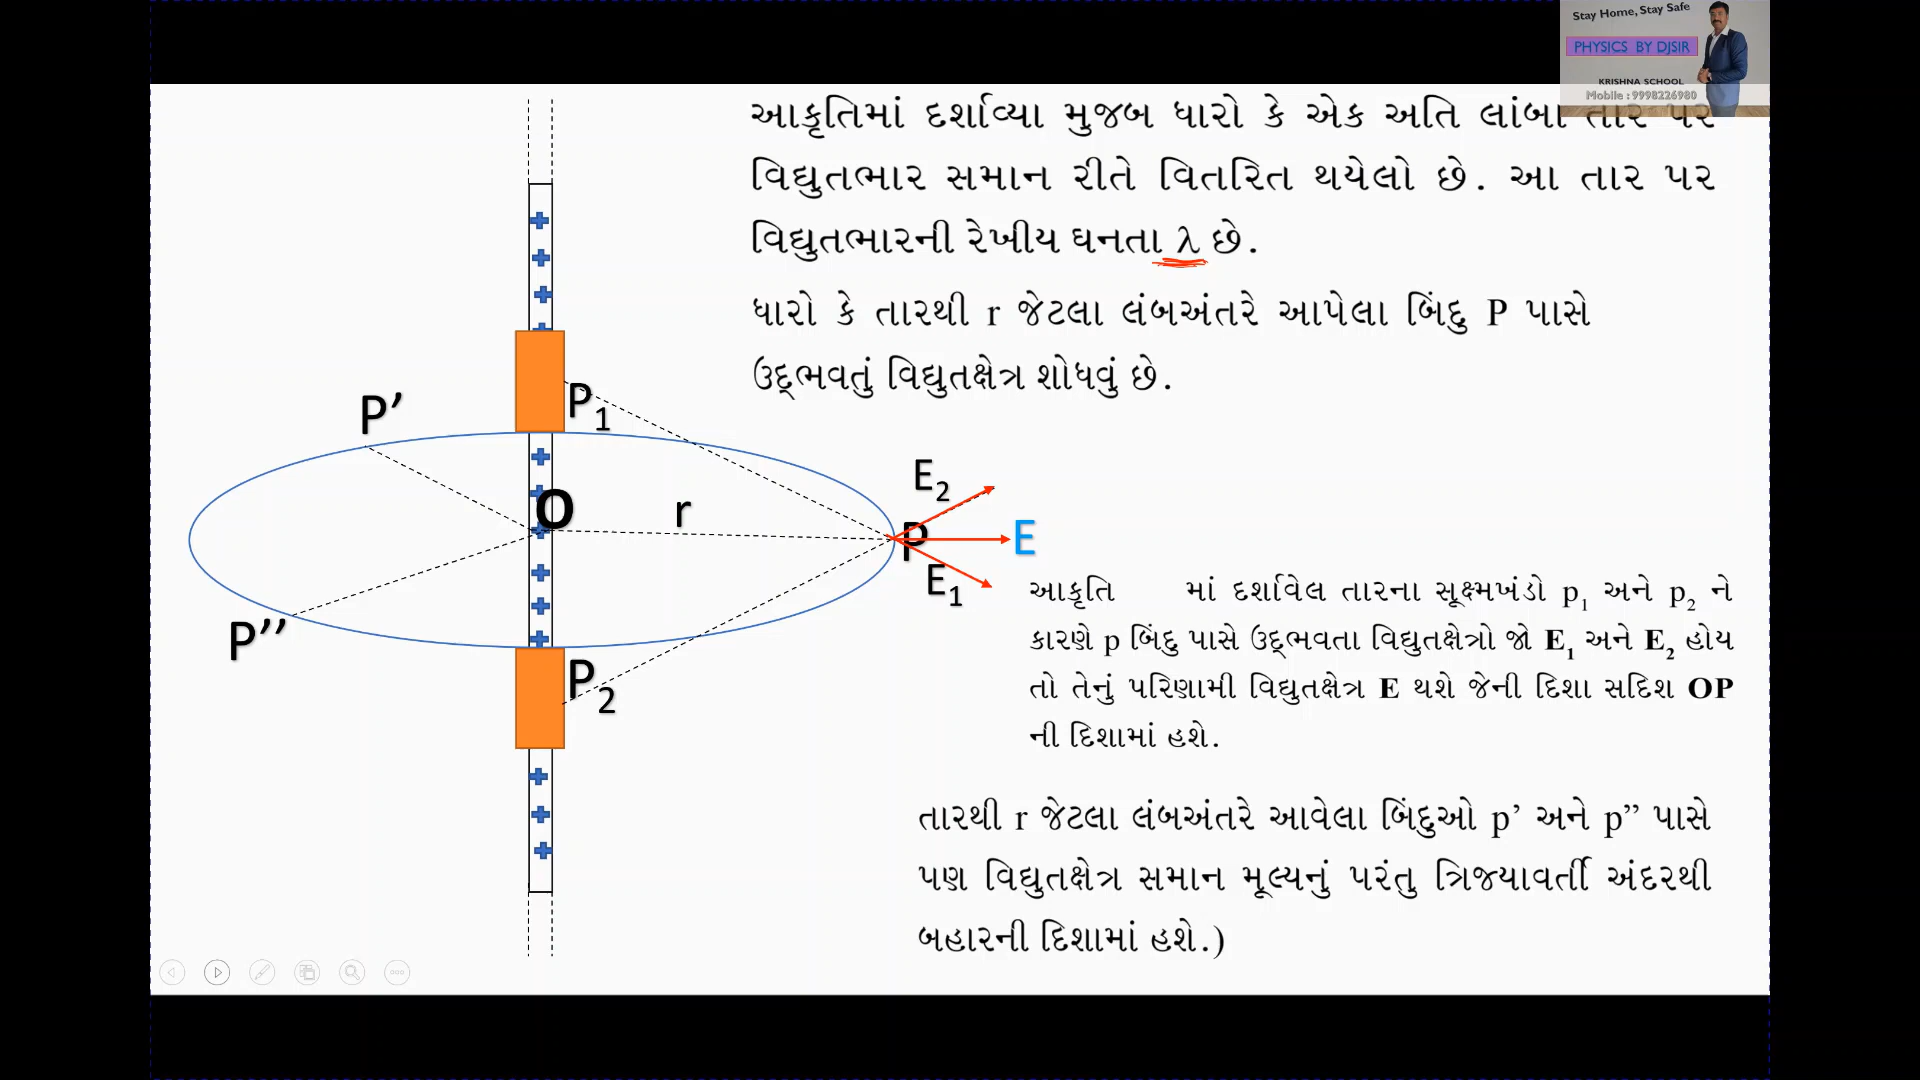 Stay Home, Stay Safe
PHYSICS BY DJSIR
KRISHNA SCHOOL
Mobile : 9998226980
આકૃતિમાં દર્શાવ્યા મુજબ ધારો કે એક અતિ લાંબા તાર પર
વિદ્યુતભાર સમાન રીતે વિતરિત થયેલો છે. આ તાર પર
વિદ્યુતભારની રેખીય ઘનતા λ છે.
ધારો કે તારથી r જેટલા લંબઅંતરે આપેલા બિંદુ P પાસે
ઉદ્ભવતું વિદ્યુતક્ષેત્ર શોધવું છે.
P₁
P’
E₂
O
r
P
E
E₁
P’’
P₂
આકૃતિ માં દર્શાવેલ તારના સૂક્ષ્મખંડો p₁ અને p₂ ને
કારણે p બિંદુ પાસે ઉદ્ભવતા વિદ્યુતક્ષેત્રો જો E₁ અને E₂ હોય
તો તેનું પરિણામી વિદ્યુતક્ષેત્ર E થશે જેની દિશા સદિશ OP
ની દિશામાં હશે.
તારથી r જેટલા લંબઅંતરે આવેલા બિંદુઓ p’ અને p’’ પાસે
પણ વિદ્યુતક્ષેત્ર સમાન મૂલ્યનું પરંતુ ત્રિજ્યાવર્તી અંદરથી
બહારની દિશામાં હશે.)